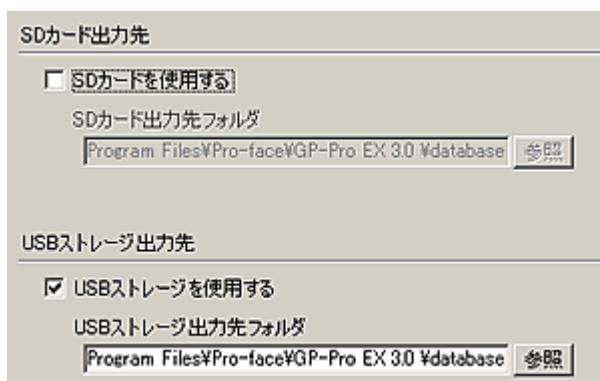 SDカード出力先
SDカードを使用する
SDカード出力先フォルダ
Program Files¥Pro-face¥GP-Pro EX 3.0 ¥database 参照
USBストレージ出力先
USBストレージを使用する
USBストレージ出力先フォルダ
Program Files¥Pro-face¥GP-Pro EX 3.0 ¥database 参照